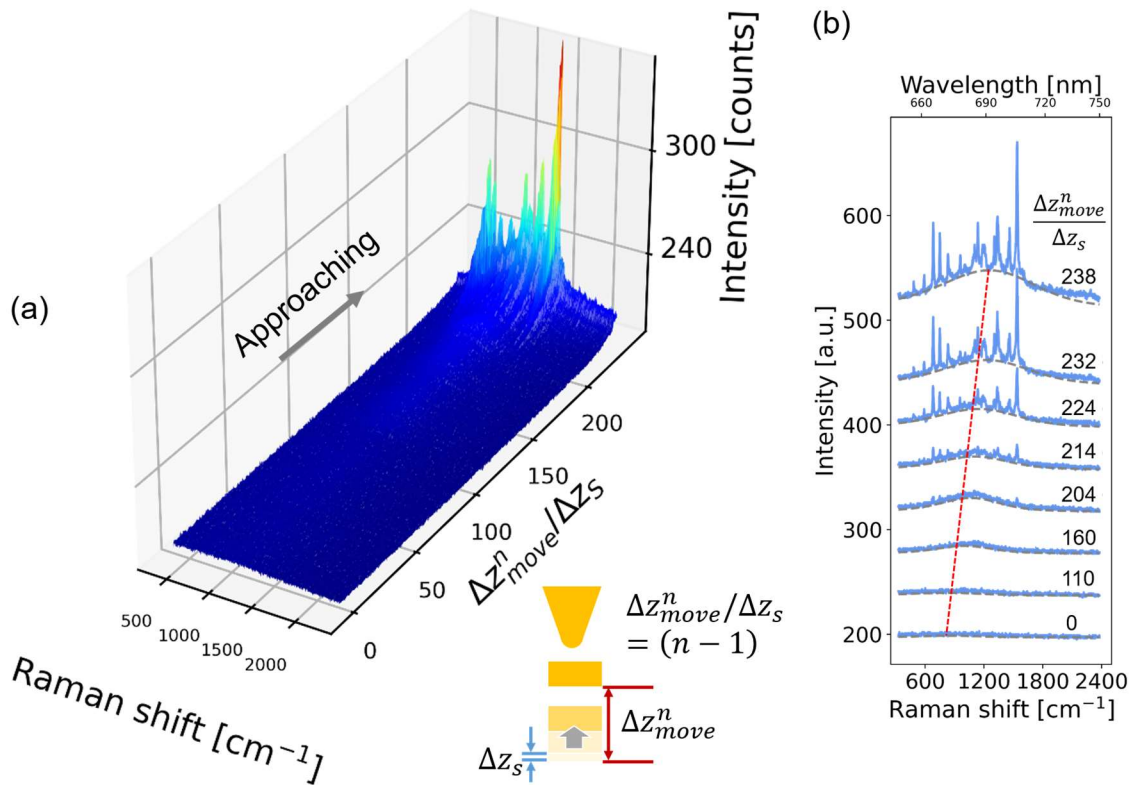 (a)
Approaching
Intensity [counts]
300
240
200
150
100
50
0
Δz^n_move/Δz_S
500
1000
1500
2000
Raman shift [cm⁻¹]
Δz^n_move/Δz_s
= (n − 1)
Δz^n_move
Δz_s
(b)
Wavelength [nm]
660 690 720 750
Intensity [a.u.]
600
500
400
300
200
Δz^n_move
Δz_s
238
232
224
214
204
160
110
0
600 1200 1800 2400
Raman shift [cm⁻¹]